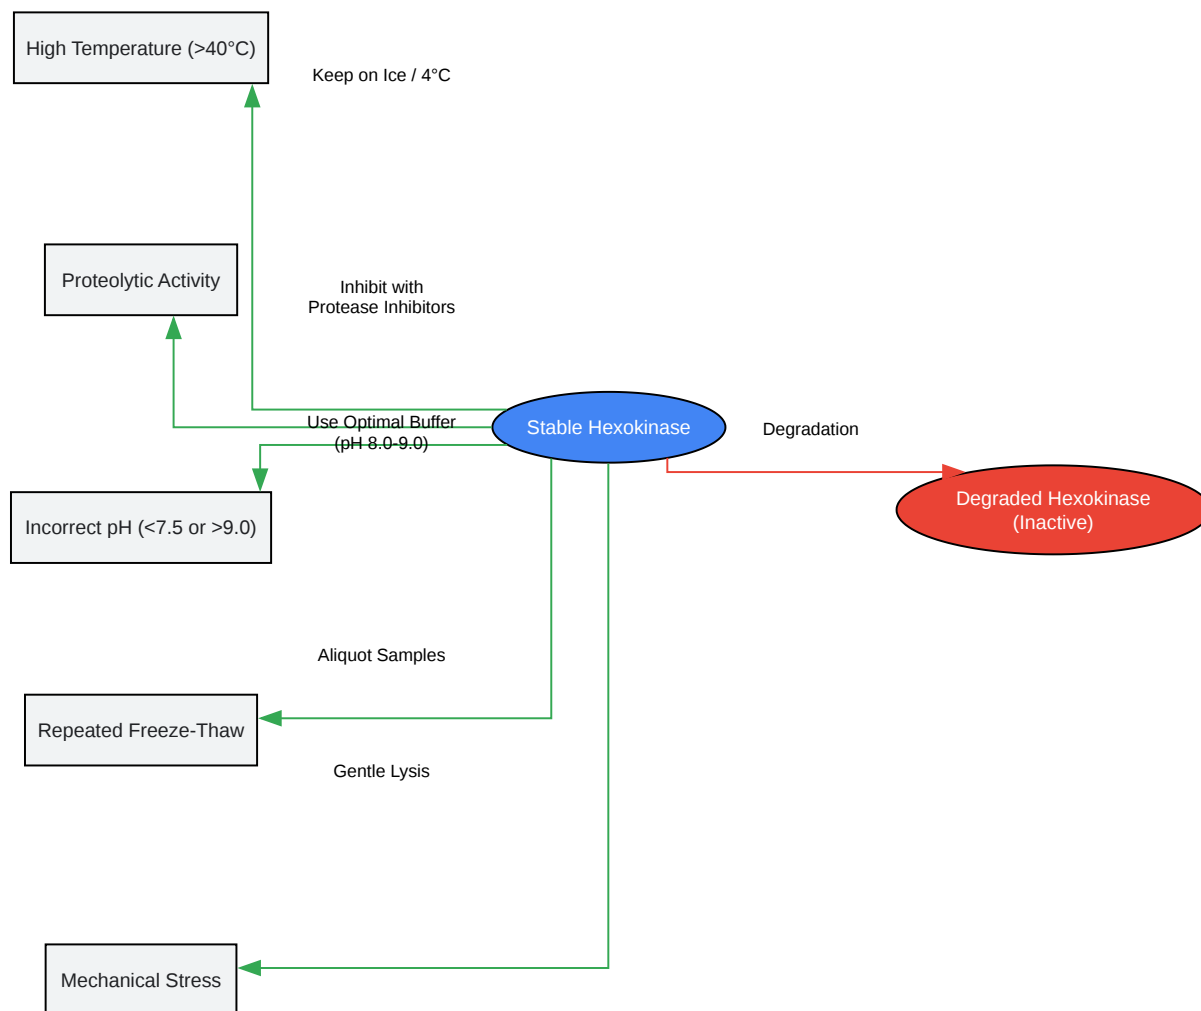 High Temperature (>40°C)
Keep on Ice / 4°C
Proteolytic Activity
Inhibit with
Protease Inhibitors
Use Optimal Buffer
(pH 8.0-9.0)
Stable Hexokinase
Degradation
Degraded Hexokinase
(Inactive)
Incorrect pH (<7.5 or >9.0)
Aliquot Samples
Repeated Freeze-Thaw
Gentle Lysis
Mechanical Stress